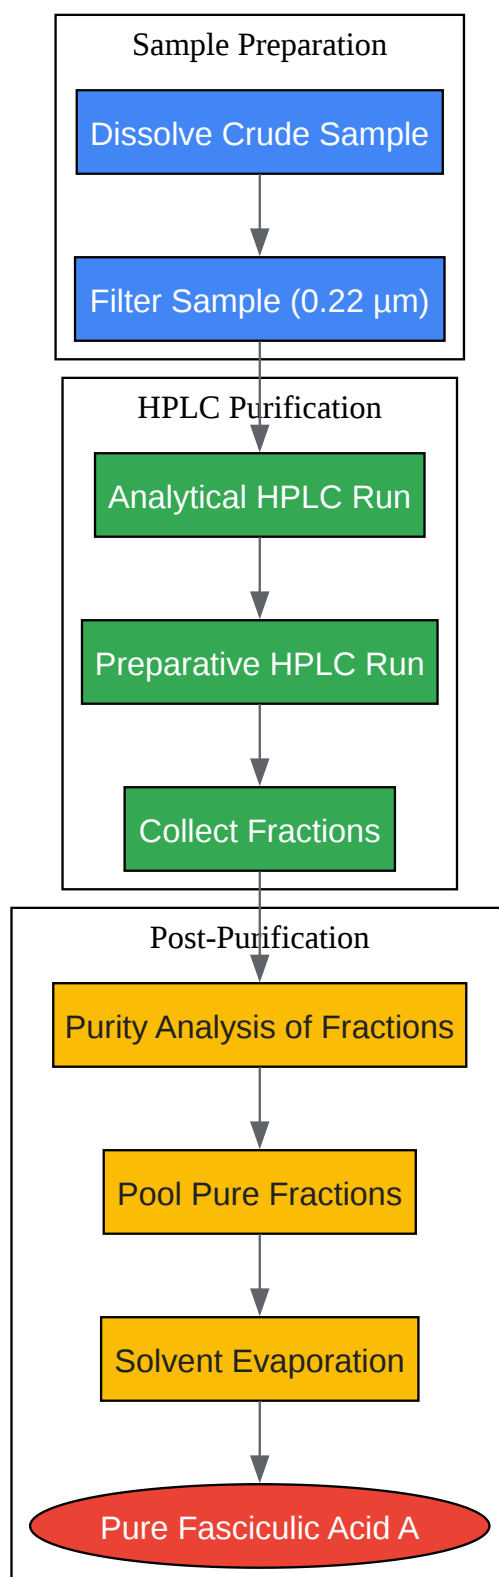 Sample Preparation
Dissolve Crude Sample
Filter Sample (0.22 µm)
HPLC Purification
Analytical HPLC Run
Preparative HPLC Run
Collect Fractions
Post-Purification
Purity Analysis of Fractions
Pool Pure Fractions
Solvent Evaporation
Pure Fasciculic Acid A